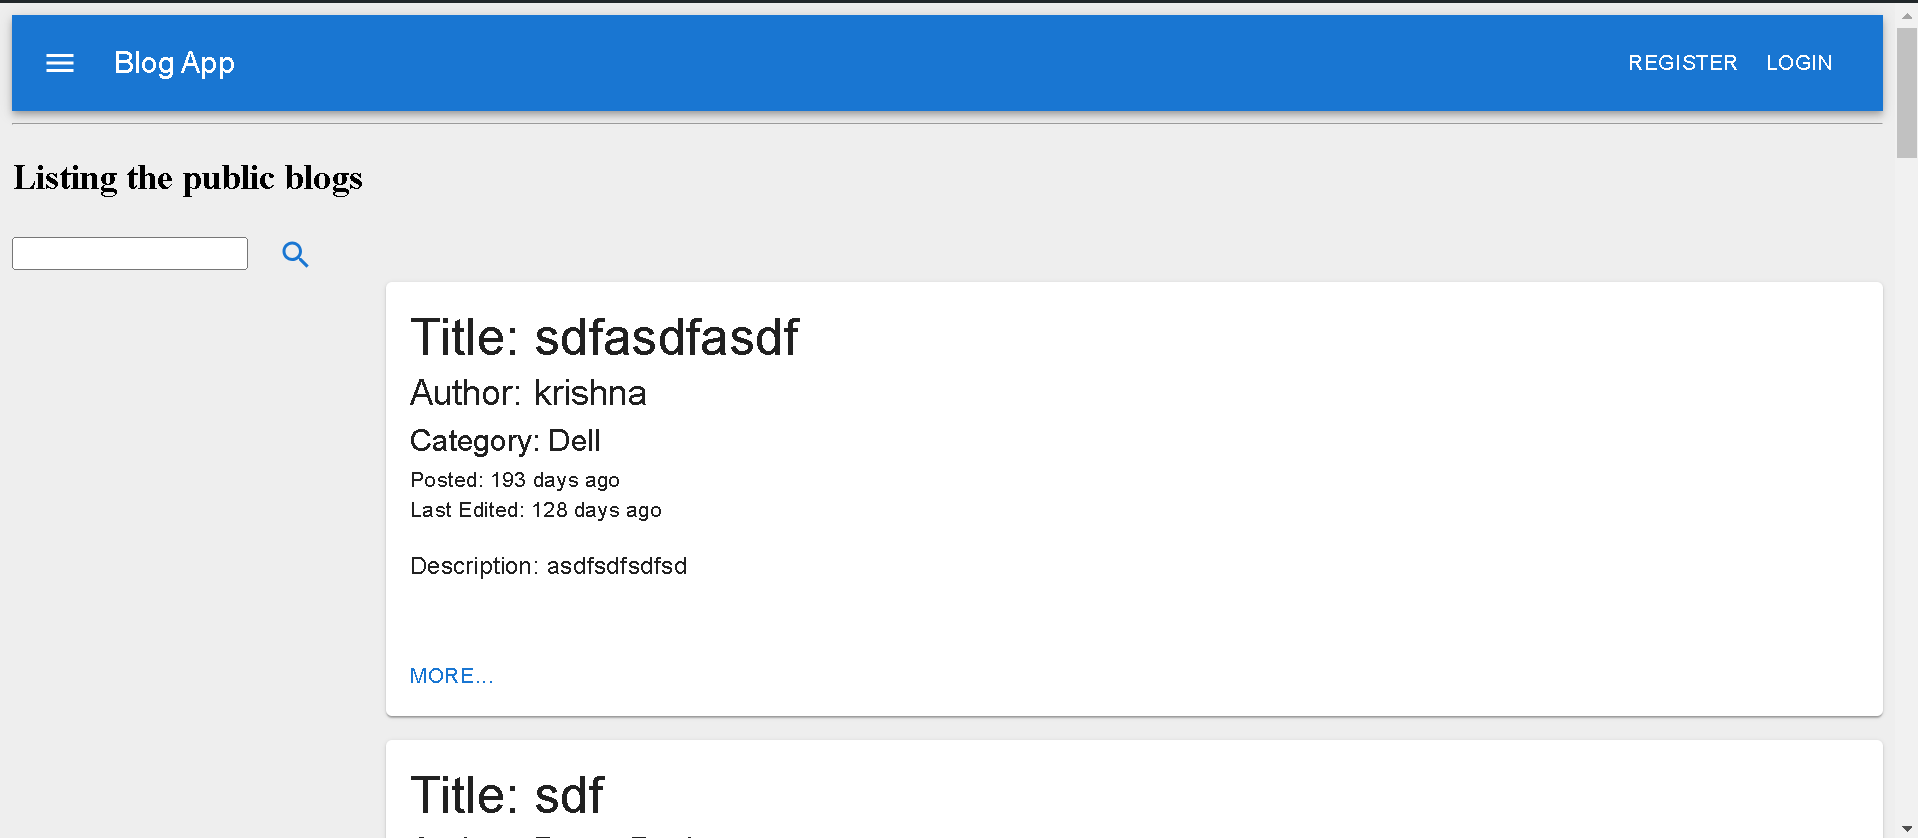 Blog App
REGISTER LOGIN
Listing the public blogs
Title: sdfasdfasdf
Author: krishna
Category: Dell
Posted: 193 days ago
Last Edited: 128 days ago
Description: asdfsdfsdfsd
MORE...
Title: sdf